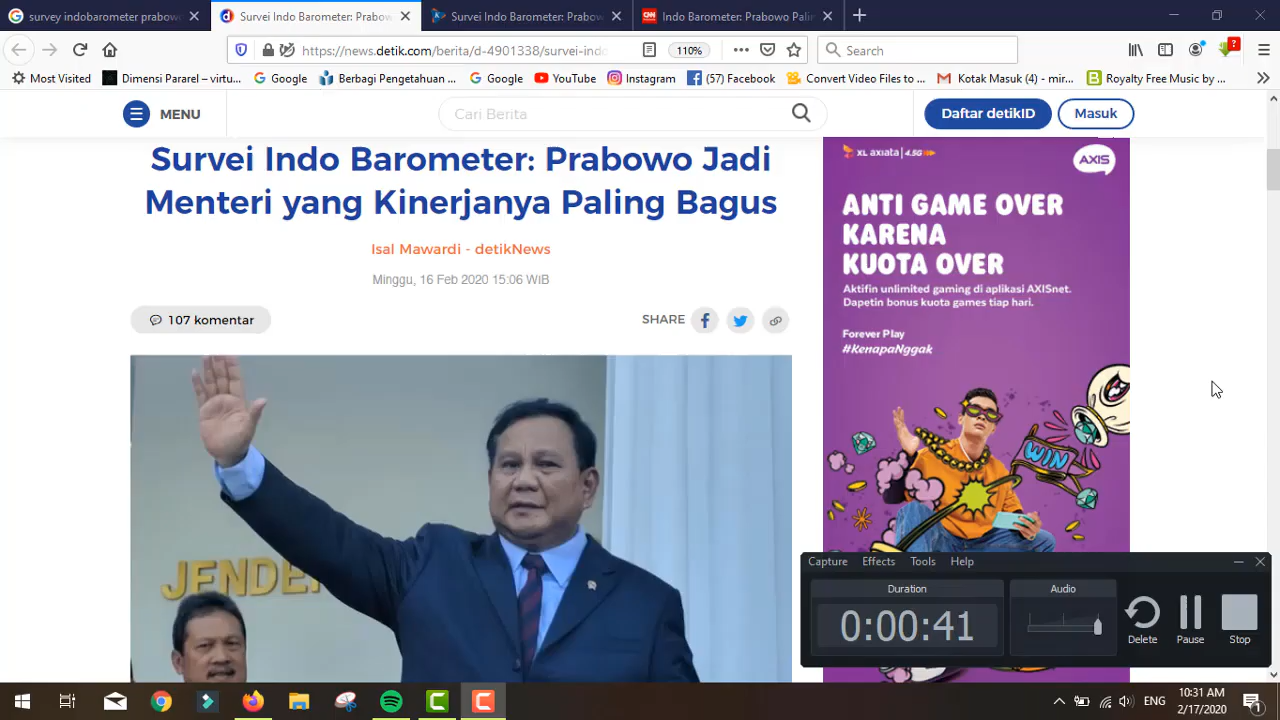 survey indobarometer prabowo
Survei Indo Barometer: Prabow
Survei Indo Barometer: Prabow
CNN
Indo Barometer: Prabowo Palin
https://news.detik.com/berita/d-4901338/survei-indo
110%
Search
Most Visited
Dimensi Pararel – virtu...
Google
Berbagi Pengetahuan ...
Google
YouTube
Instagram
(57) Facebook
Convert Video Files to ...
Kotak Masuk (4) - mir...
Royalty Free Music by ...
MENU
Cari Berita
Daftar detikID
Masuk
Survei Indo Barometer: Prabowo Jadi
Menteri yang Kinerjanya Paling Bagus
Isal Mawardi - detikNews
Minggu, 16 Feb 2020 15:06 WIB
107 komentar
SHARE
JENDE
XL axiata | 4.5G
AXIS
ANTI GAME OVER
KARENA
KUOTA OVER
Aktifin unlimited gaming di aplikasi AXISnet.
Dapetin bonus kuota games tiap hari.
Forever Play
#KenapaNggak
WIN
Capture Effects Tools Help
Duration
0:00:41
Audio
Delete
Pause
Stop
ENG
10:31 AM
2/17/2020
1